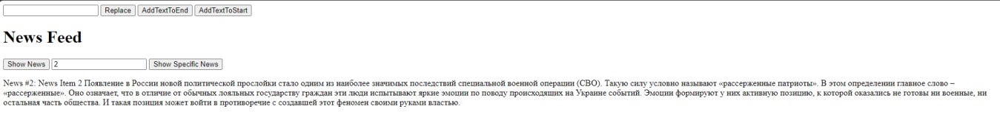 Replace AddTextToEnd AddTextToStart
News Feed
Show News 2 Show Specific News
News #2: News Item 2 Появление в России новой политической прослойки стало одним из наиболее значимых последствий специальной военной операции (СВО). Такую силу условно называют «рассерженные патриоты». В этом определении главное слово –
«рассерженные». Оно означает, что в отличие от обычных лояльных государству граждан эти люди испытывают яркие эмоции по поводу происходящих на Украине событий. Эмоции формируют у них активную позицию, к которой оказались не готовы ни военные, ни
остальная часть общества. И такая позиция может войти в противоречие с создавшей этот феномен своими руками властью.